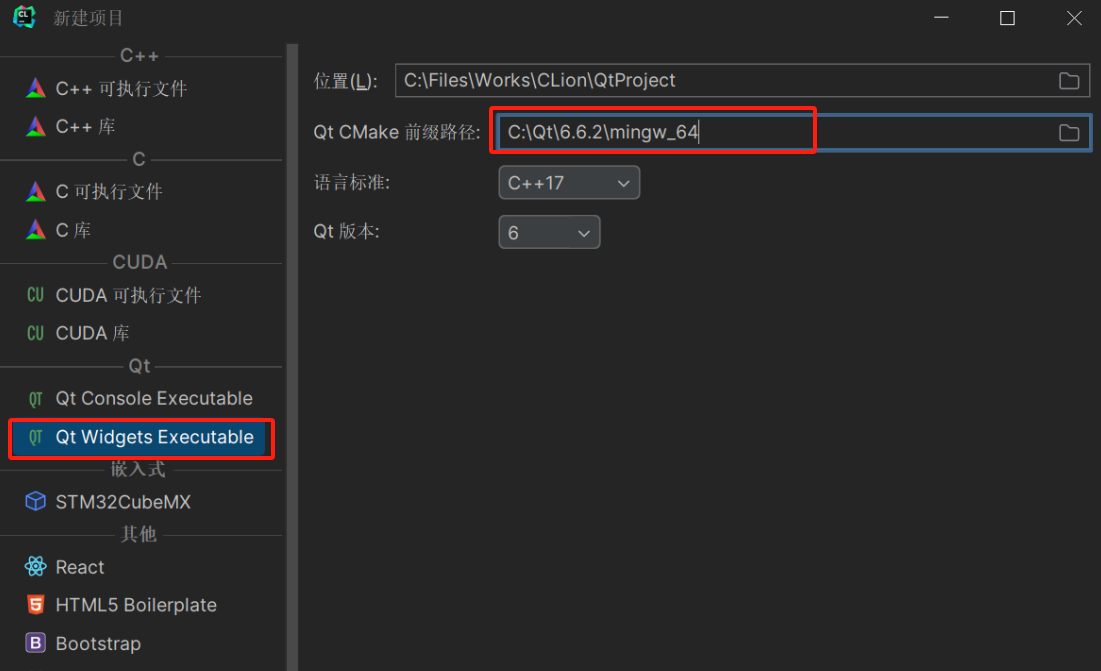 新建项目
C++
C++ 可执行文件
C++ 库
C
C 可执行文件
C 库
CUDA
CU CUDA 可执行文件
CU CUDA 库
Qt
QT Qt Console Executable
QT Qt Widgets Executable
嵌入式
STM32CubeMX
其他
React
HTML5 Boilerplate
B Bootstrap
位置(L): C:\Files\Works\CLion\QtProject
Qt CMake 前缀路径: C:\Qt\6.6.2\mingw_64
语言标准: C++17
Qt 版本: 6